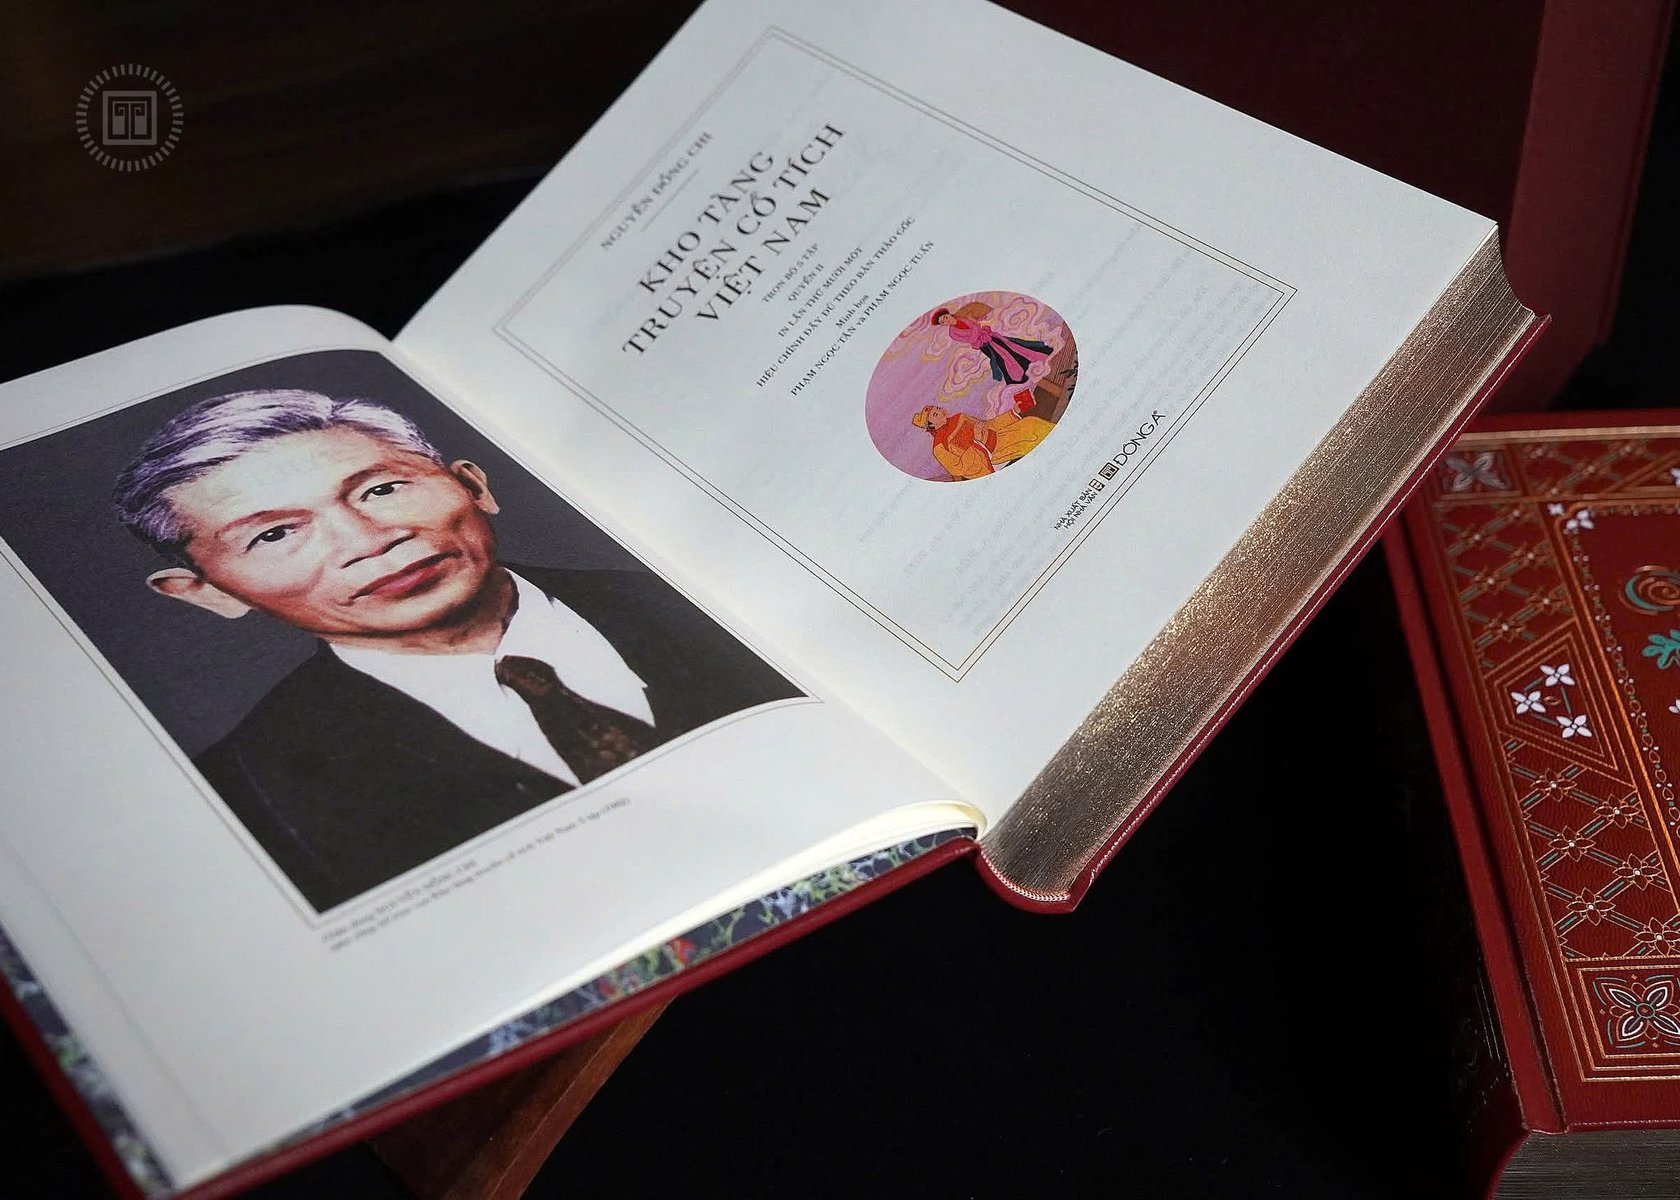 NGUYỄN ĐỔNG CHI
KHO TÀNG
TRUYỆN CỔ TÍCH
VIỆT NAM
TRỌN BỘ 5 TẬP
QUYỂN II
IN LẦN THỨ MƯỜI MỘT
HIỆU CHỈNH ĐẦY ĐỦ THEO BẢN THẢO GỐC
Minh họa
PHẠM NGỌC TÂN và PHẠM NGỌC TUẤN
NHÀ XUẤT BẢN
HỘI NHÀ VĂN
ĐÔNG A